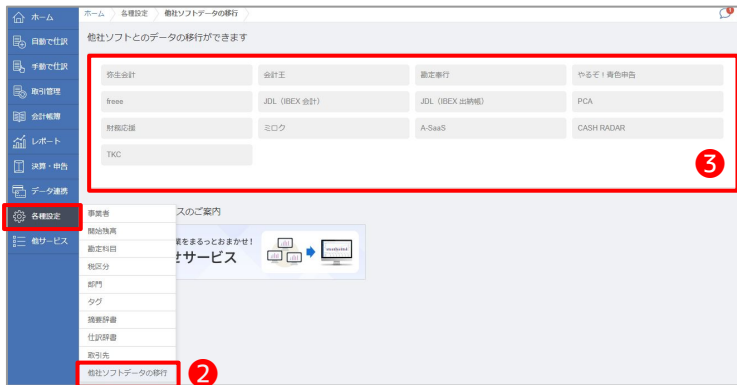 ホーム
自動で仕訳
手動で仕訳
取引管理
会計帳簿
レポート
決算・申告
データ連携
各種設定
他サービス
ホーム 各種設定 他社ソフトデータの移行
他社ソフトとのデータの移行ができます
弥生会計 会計王 勘定奉行 やるぞ!青色申告
freee JDL(IBEX 会計) JDL(IBEX 出納帳) PCA
財務応援 ミロク A-SaaS CASH RADAR
TKC
3
事業者
開始残高
勘定科目
税区分
部門
タグ
摘要辞書
仕訳辞書
取引先
他社ソフトデータの移行
2
スのご案内
業をまるっとおまかせ!
サービス